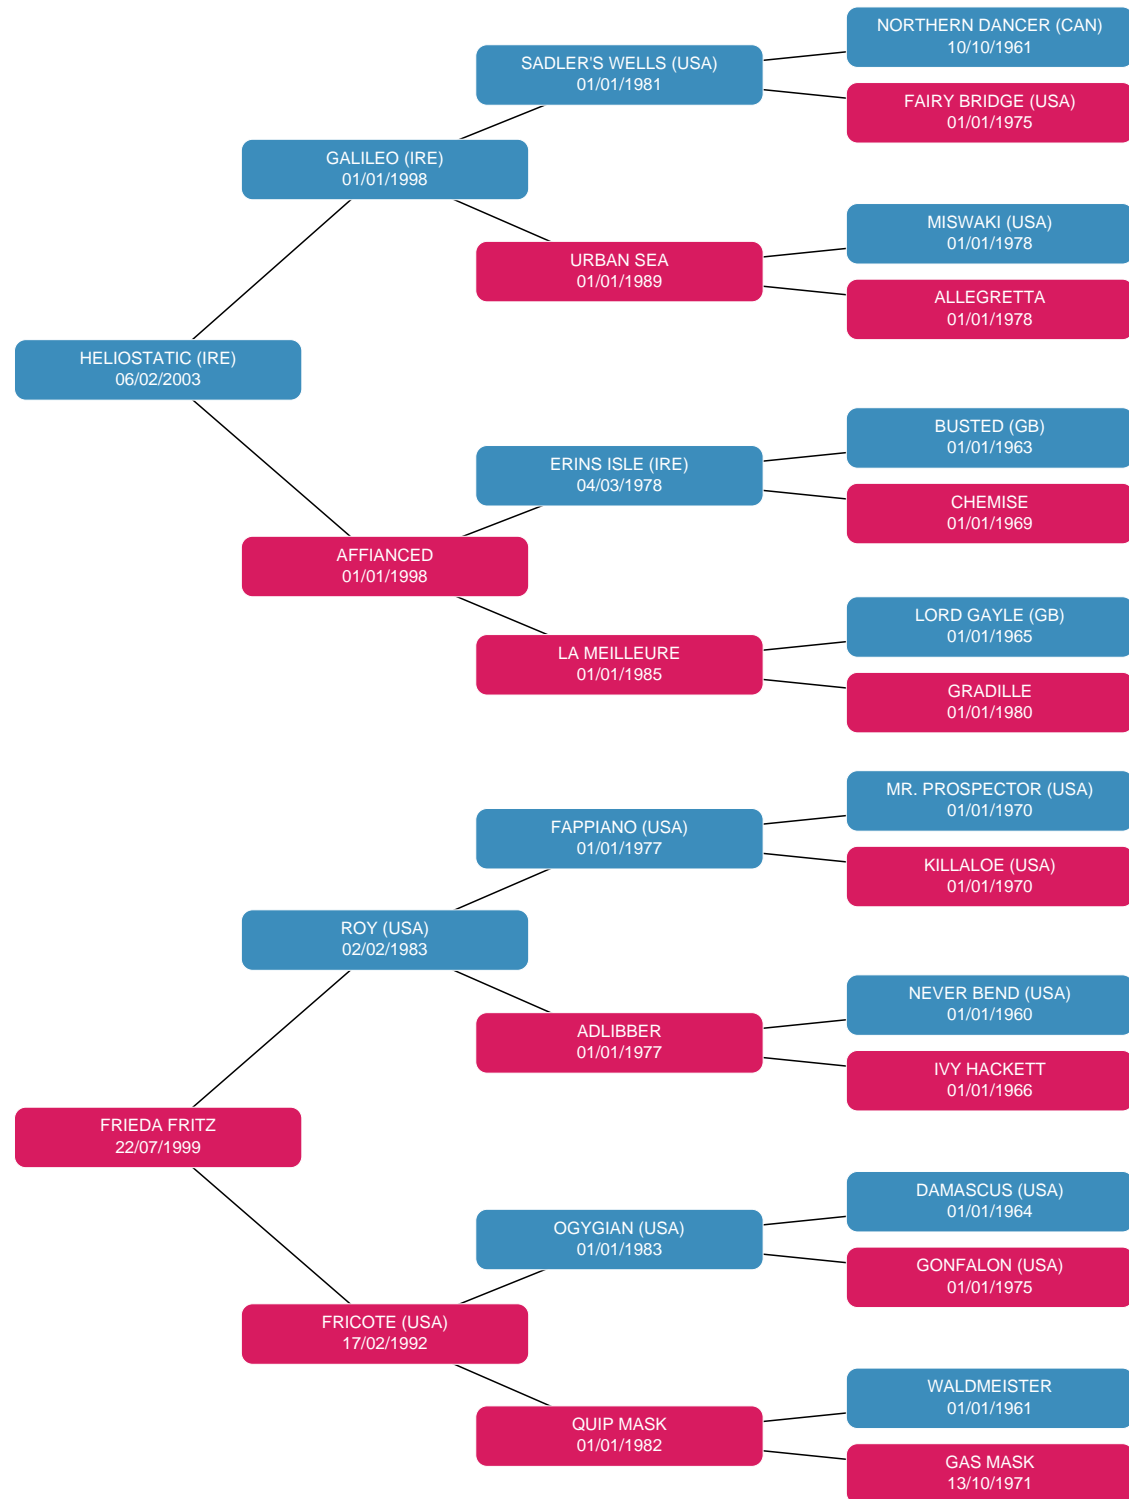 NORTHERN DANCER (CAN)
10/10/1961
SADLER'S WELLS (USA)
01/01/1981
FAIRY BRIDGE (USA)
01/01/1975
GALILEO (IRE)
01/01/1998
MISWAKI (USA)
01/01/1978
URBAN SEA
01/01/1989
ALLEGRETTA
01/01/1978
HELIOSTATIC (IRE)
06/02/2003
BUSTED (GB)
01/01/1963
ERINS ISLE (IRE)
04/03/1978
CHEMISE
01/01/1969
AFFIANCED
01/01/1998
LORD GAYLE (GB)
01/01/1965
LA MEILLEURE
01/01/1985
GRADILLE
01/01/1980
MR. PROSPECTOR (USA)
01/01/1970
FAPPIANO (USA)
01/01/1977
KILLALOE (USA)
01/01/1970
ROY (USA)
02/02/1983
NEVER BEND (USA)
01/01/1960
ADLIBBER
01/01/1977
IVY HACKETT
01/01/1966
FRIEDA FRITZ
22/07/1999
DAMASCUS (USA)
01/01/1964
OGYGIAN (USA)
01/01/1983
GONFALON (USA)
01/01/1975
FRICOTE (USA)
17/02/1992
WALDMEISTER
01/01/1961
QUIP MASK
01/01/1982
GAS MASK
13/10/1971